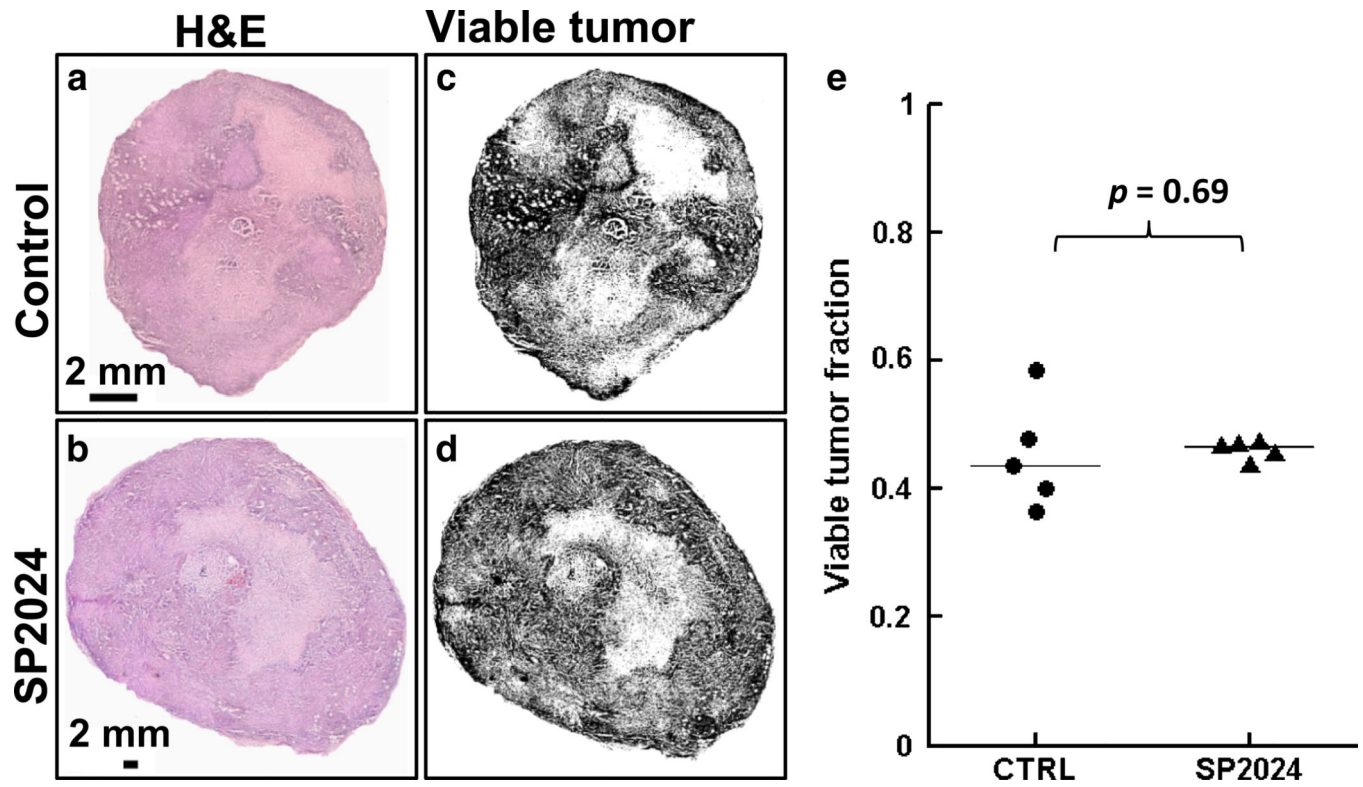 H&E
Viable tumor
a
c
e
Control
2 mm
b
d
SP2024
2 mm
1
p = 0.69
0.8
0.6
0.4
0.2
0
Viable tumor fraction
CTRL
SP2024